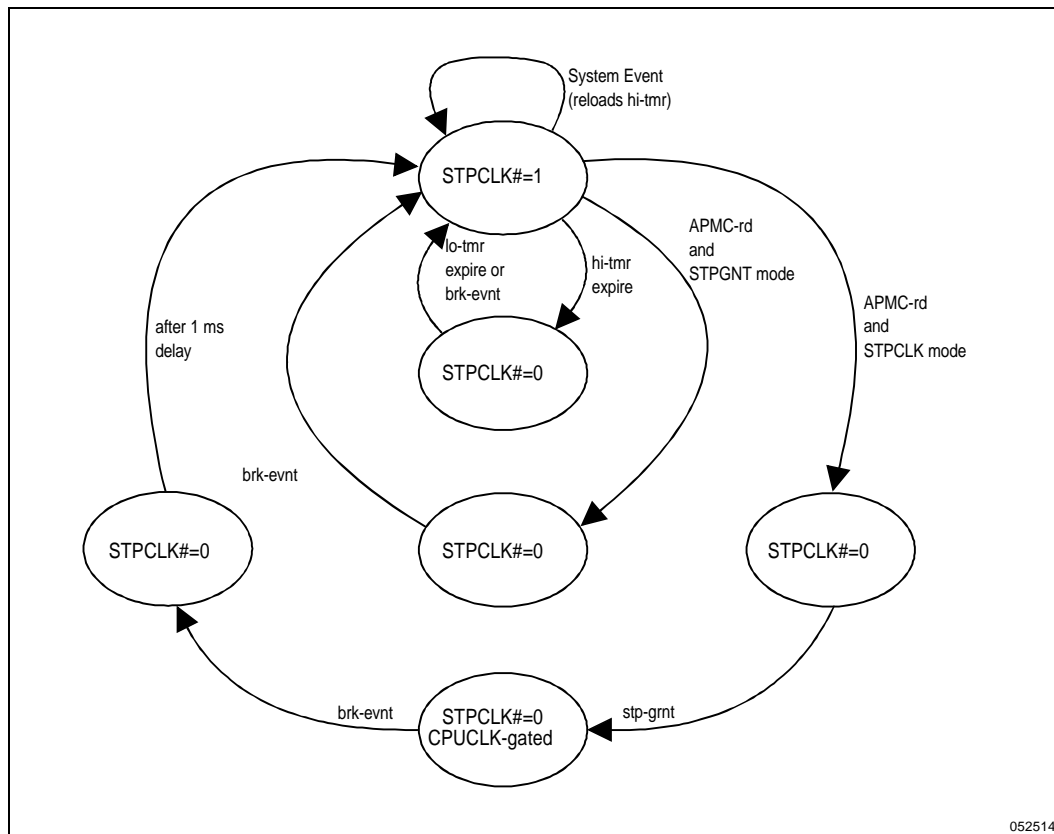 System Event
(reloads hi-tmr)
STPCLK#=1
APMC-rd
and
STPGNT mode
lo-tmr
expire or
brk-evnt
hi-tmr
expire
APMC-rd
and
STPCLK mode
after 1 ms
delay
STPCLK#=0
brk-evnt
STPCLK#=0
STPCLK#=0
STPCLK#=0
brk-evnt
STPCLK#=0
CPUCLK-gated
stp-grnt
052514